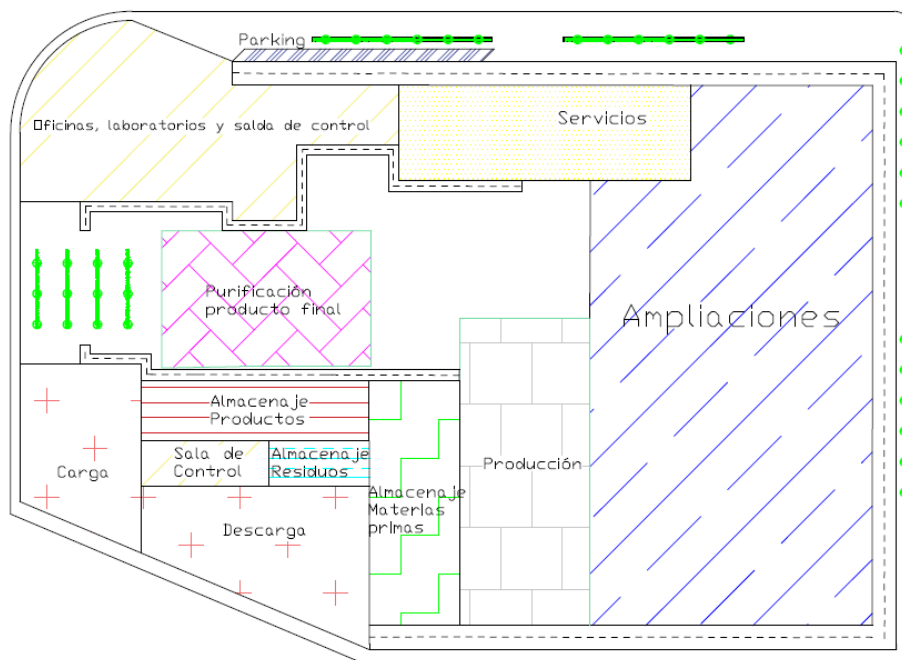 Parking
Servicios
Oficinas, laboratorios y salda de control
Purificación
producto final
Ampliaciones
Almacenaje
Productos
Sala de
Control
Almacenaje
Residuos
Carga
Producción
Almacenaje
Materias
primas
Descarga